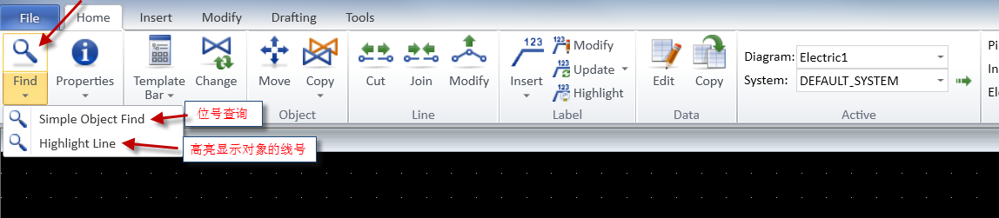 File Home Insert Modify Drafting Tools
Find
Properties
Template Bar
Change
Move
Copy
Object
Cut
Join
Modify
Line
123
Insert
123 Modify
123 Update
123 Highlight
Label
Edit
Copy
Data
Diagram: Electric1
System: DEFAULT_SYSTEM
Active
Pi
In
Ele
Simple Object Find
位号查询
Highlight Line
高亮显示对象的线号